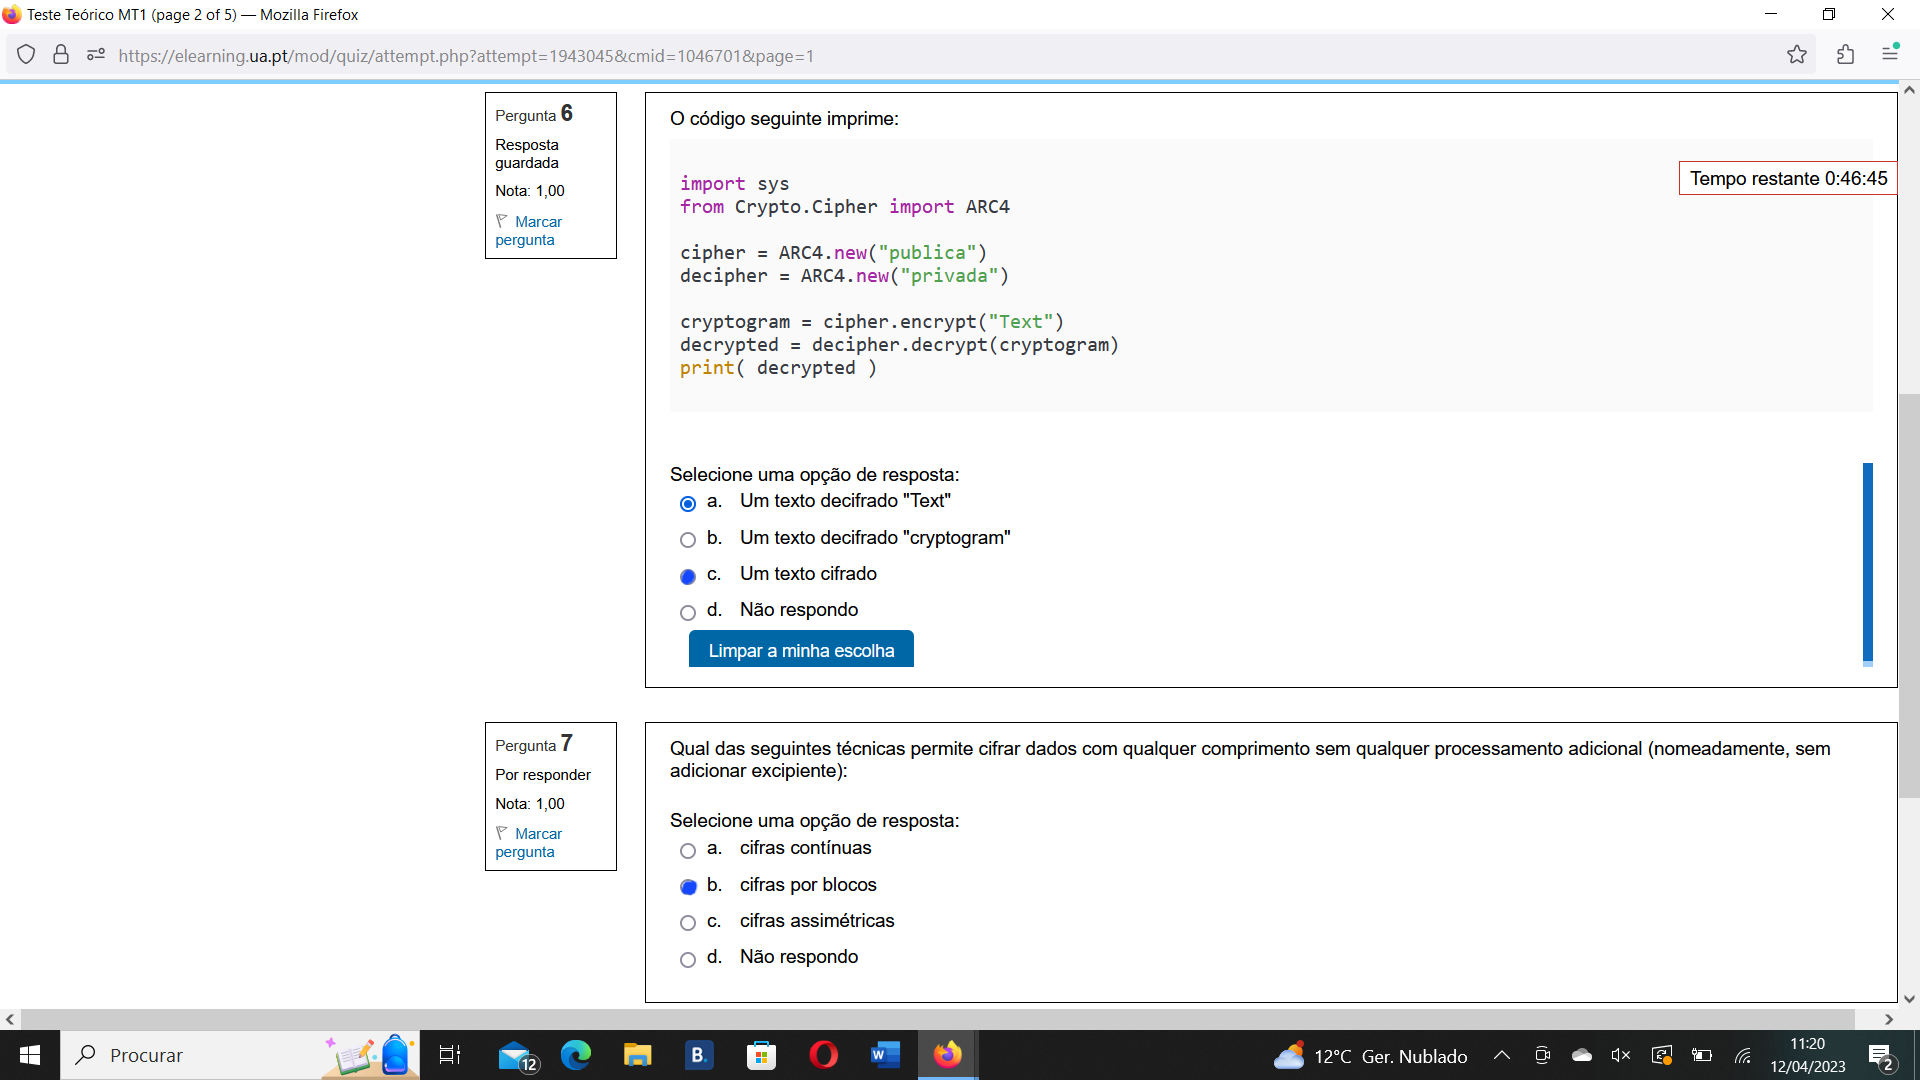 Teste Teórico MT1 (page 2 of 5) — Mozilla Firefox
https://elearning.ua.pt/mod/quiz/attempt.php?attempt=1943045&cmid=1046701&page=1
Pergunta 6
Resposta
guardada
Nota: 1,00
Marcar
pergunta
O código seguinte imprime:
Tempo restante 0:46:45
import sys
from Crypto.Cipher import ARC4
cipher = ARC4.new("publica")
decipher = ARC4.new("privada")
cryptogram = cipher.encrypt("Text")
decrypted = decipher.decrypt(cryptogram)
print( decrypted )
Selecione uma opção de resposta:
a. Um texto decifrado "Text"
b. Um texto decifrado "cryptogram"
c. Um texto cifrado
d. Não respondo
Limpar a minha escolha
Pergunta 7
Por responder
Nota: 1,00
Marcar
pergunta
Qual das seguintes técnicas permite cifrar dados com qualquer comprimento sem qualquer processamento adicional (nomeadamente, sem
adicionar excipiente):
Selecione uma opção de resposta:
a. cifras contínuas
b. cifras por blocos
c. cifras assimétricas
d. Não respondo
Procurar
12
B.
W
12°C Ger. Nublado
11:20
12/04/2023
2